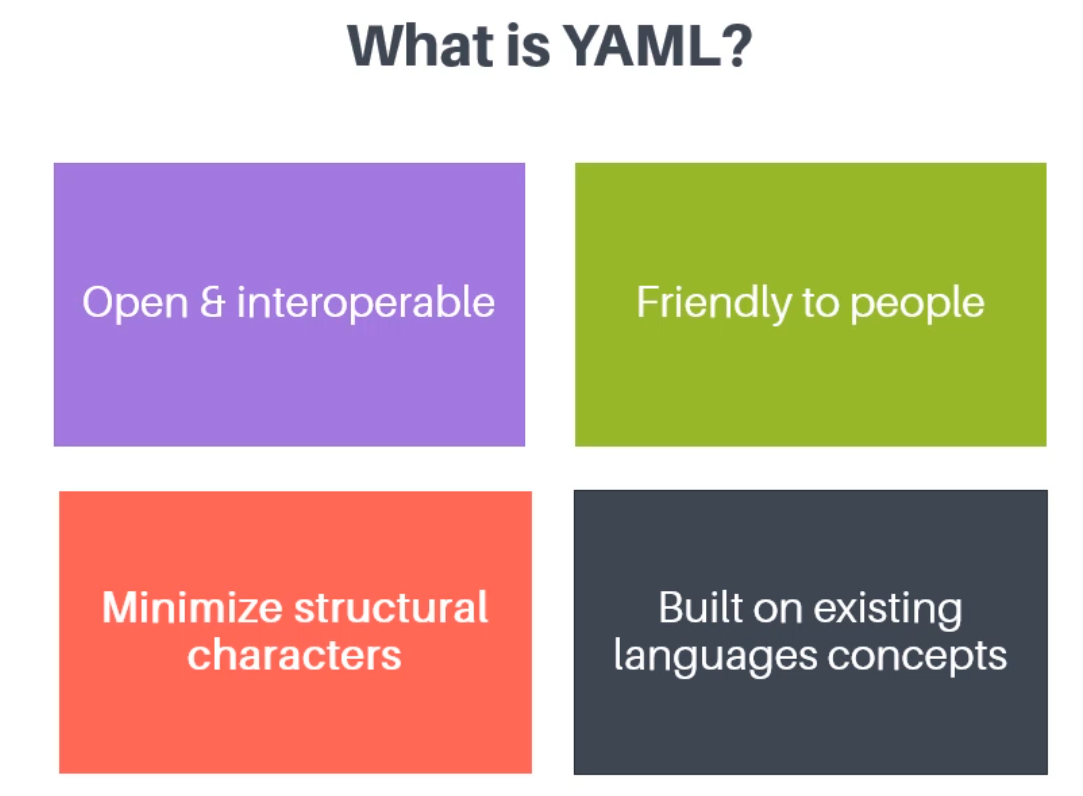 What is YAML?
Open & interoperable
Friendly to people
Minimize structural
characters
Built on existing
languages concepts